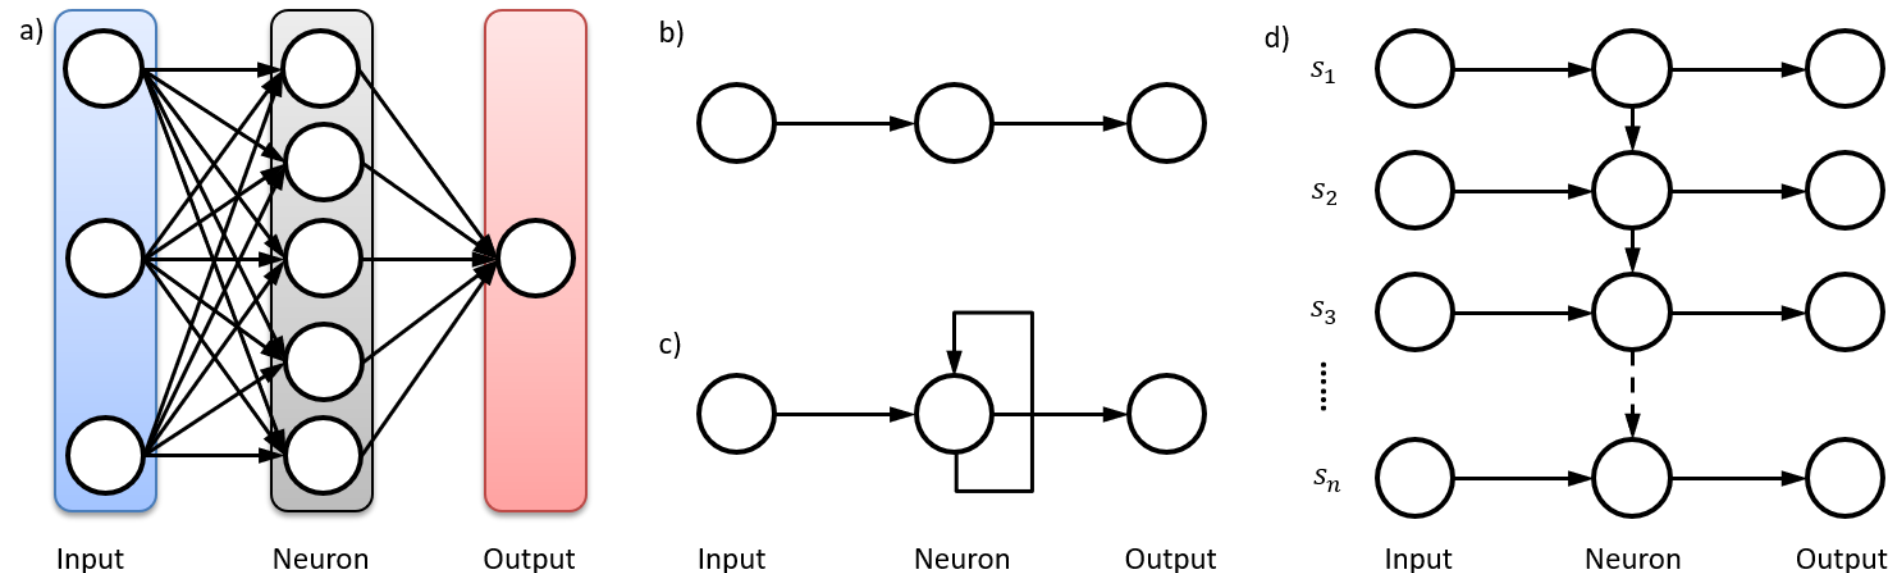 a)
Input Neuron Output
b)
c)
Input Neuron Output
d)
s1
s2
s3
sn
Input Neuron Output